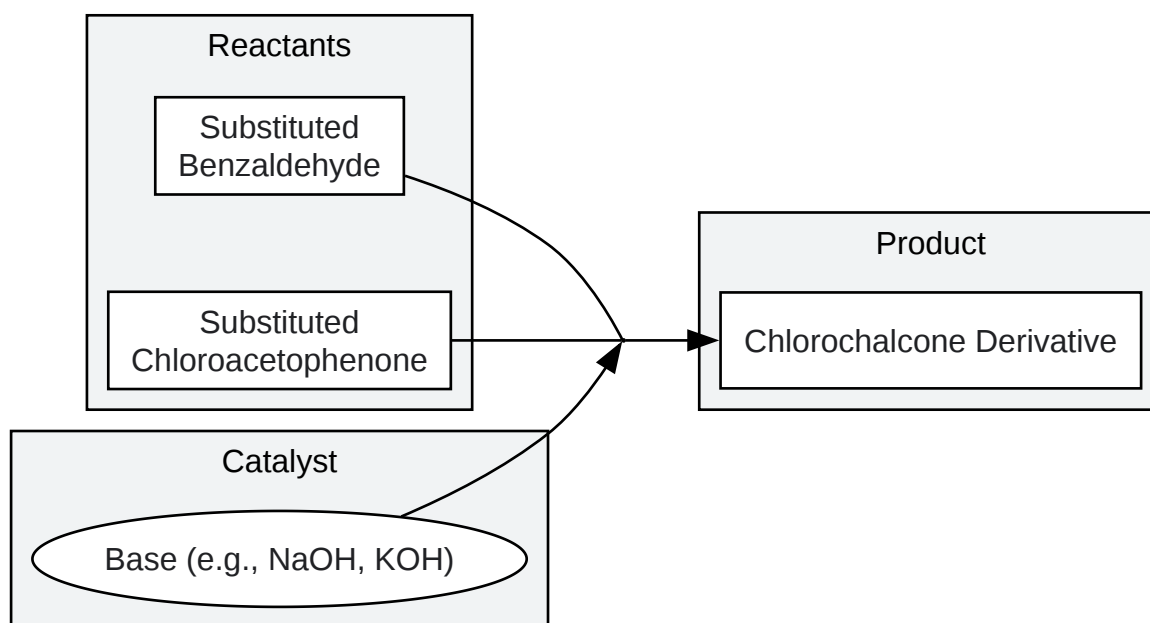 Reactants
Substituted
Benzaldehyde
Substituted
Chloroacetophenone
Catalyst
Base (e.g., NaOH, KOH)
Product
Chlorochalcone Derivative